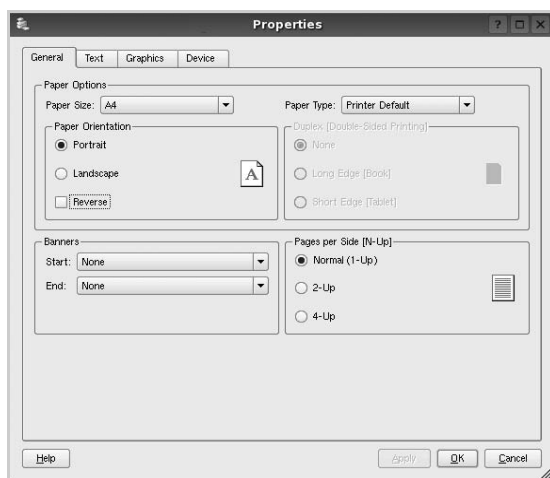 Properties
General Text Graphics Device
Paper Options
Paper Size: A4 Paper Type: Printer Default
Paper Orientation
Portrait
Landscape
A
Reverse
Duplex [Double-Sided Printing]
None
Long Edge [Book]
Short Edge [Tablet]
Banners
Start: None
End: None
Pages per Side [N-Up]
Normal (1-Up)
2-Up
4-Up
Help Apply OK Cancel